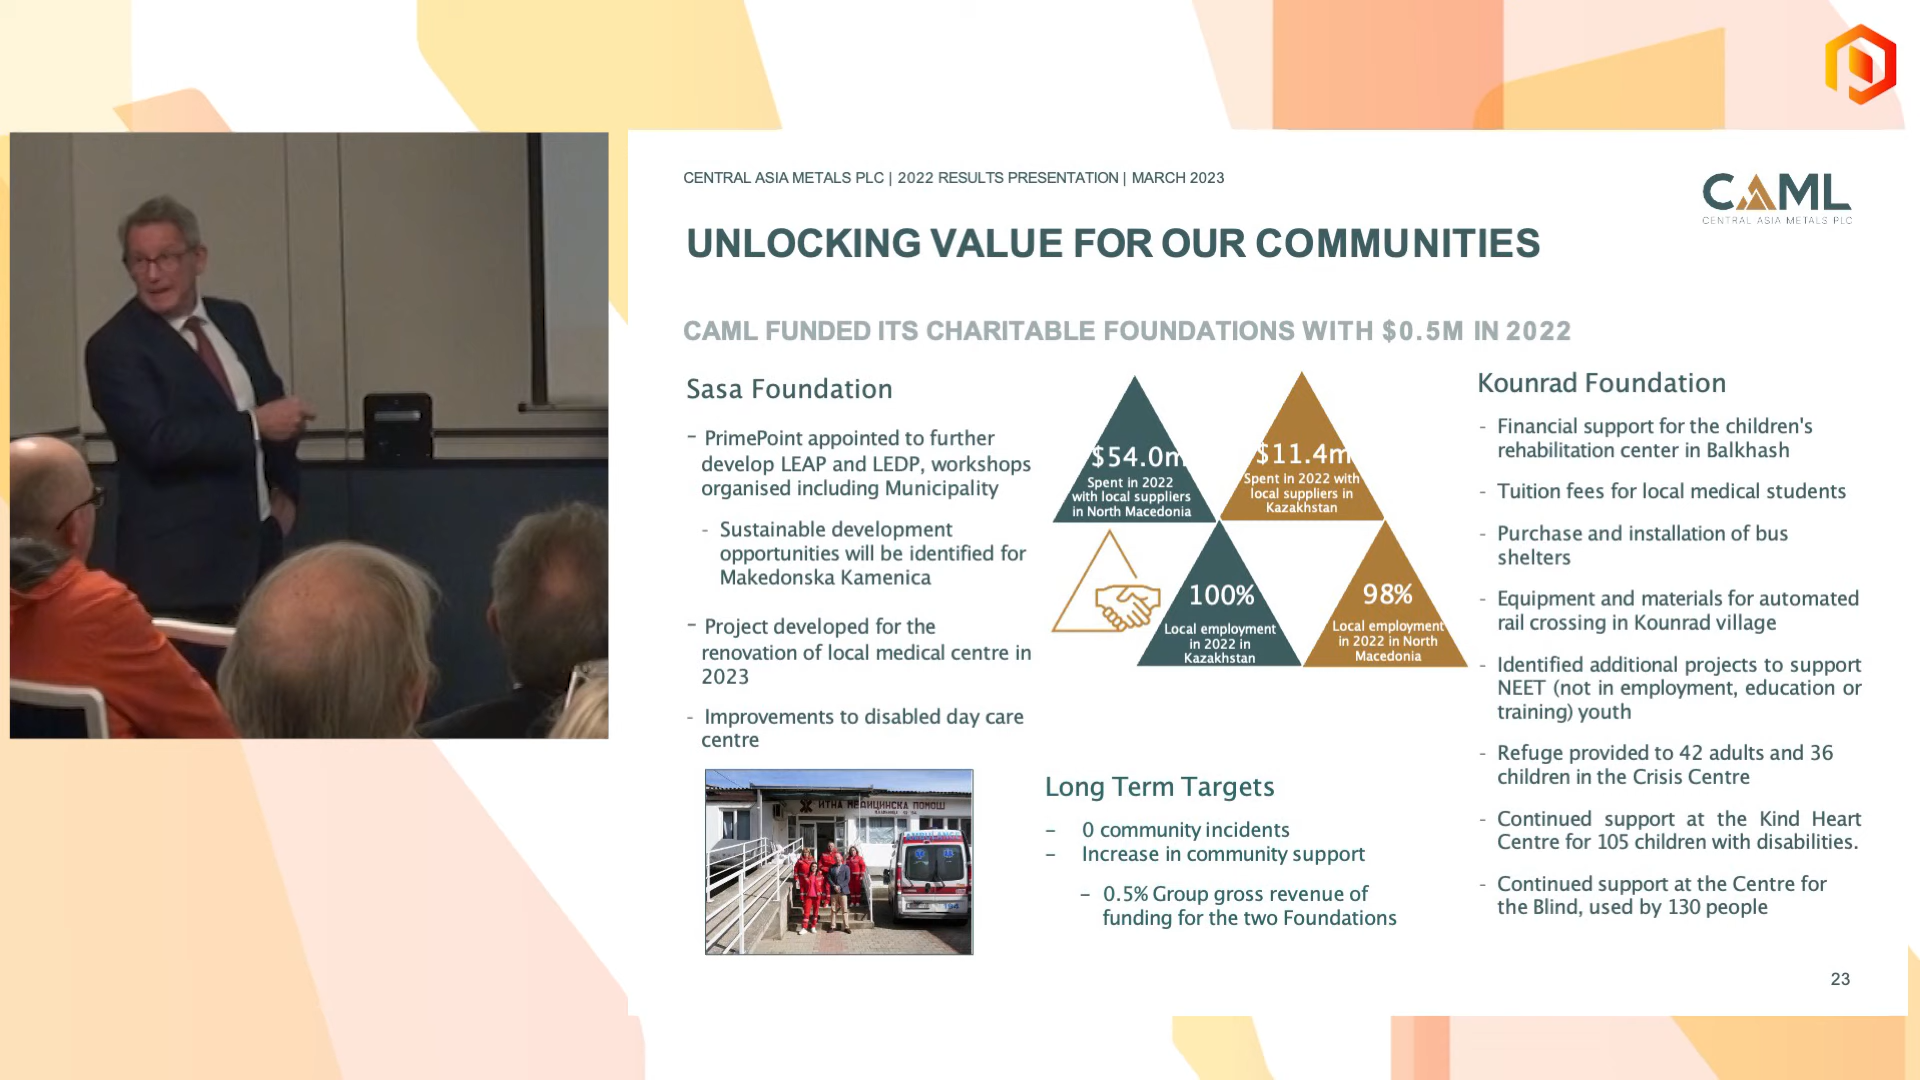 CENTRAL ASIA METALS PLC | 2022 RESULTS PRESENTATION | MARCH 2023
CAML
CENTRAL ASIA METALS PLC
UNLOCKING VALUE FOR OUR COMMUNITIES
CAML FUNDED ITS CHARITABLE FOUNDATIONS WITH $0.5M IN 2022
Sasa Foundation
- PrimePoint appointed to further
develop LEAP and LEDP, workshops
organised including Municipality
- Sustainable development
opportunities will be identified for
Makedonska Kamenica
- Project developed for the
renovation of local medical centre in
2023
- Improvements to disabled day care
centre
ИТНА МЕДИЦИНСКА ПОМОШ
AMBULANCE
194
$54.0m
Spent in 2022
with local suppliers
in North Macedonia
$11.4m
Spent in 2022 with
local suppliers in
Kazakhstan
100%
Local employment
in 2022 in
Kazakhstan
98%
Local employment
in 2022 in North
Macedonia
Long Term Targets
- 0 community incidents
- Increase in community support
- 0.5% Group gross revenue of
funding for the two Foundations
Kounrad Foundation
- Financial support for the children's
rehabilitation center in Balkhash
- Tuition fees for local medical students
- Purchase and installation of bus
shelters
- Equipment and materials for automated
rail crossing in Kounrad village
- Identified additional projects to support
NEET (not in employment, education or
training) youth
- Refuge provided to 42 adults and 36
children in the Crisis Centre
- Continued support at the Kind Heart
Centre for 105 children with disabilities.
- Continued support at the Centre for
the Blind, used by 130 people
23